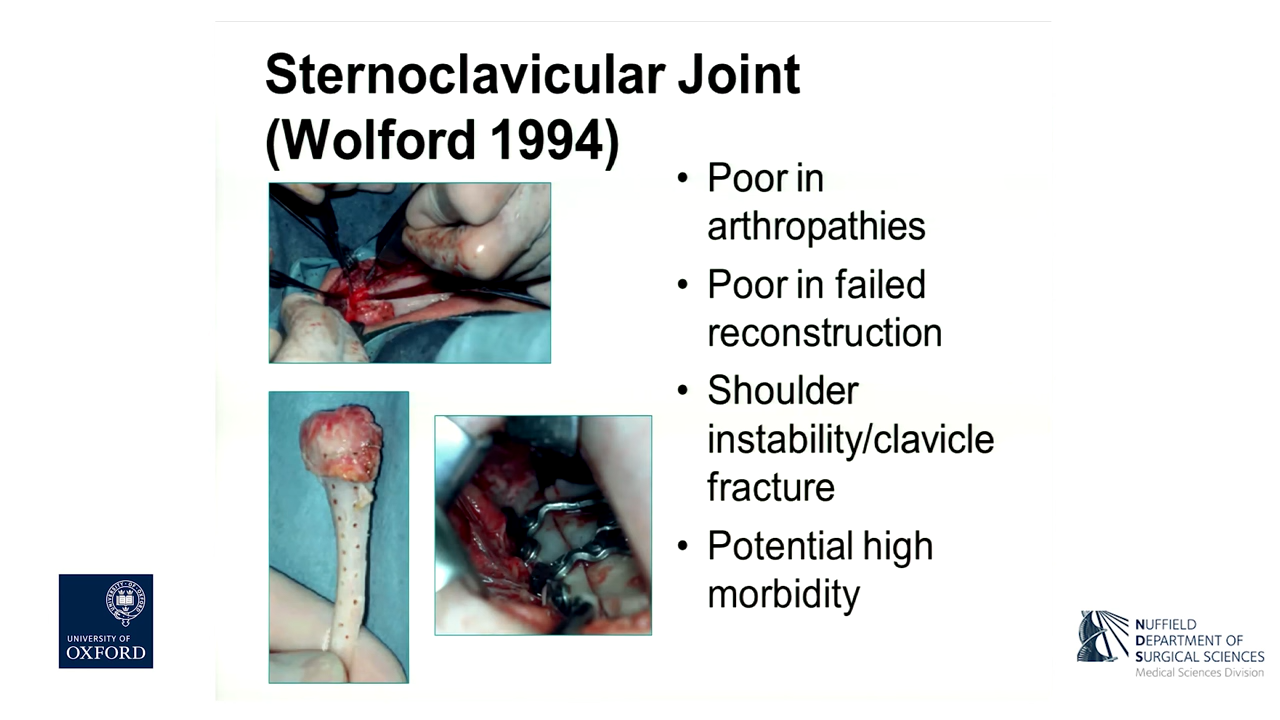 Sternoclavicular Joint
(Wolford 1994)
• Poor in
arthropathies
• Poor in failed
reconstruction
• Shoulder
instability/clavicle
fracture
• Potential high
morbidity
UNIVERSITY OF
OXFORD
NUFFIELD
DEPARTMENT OF
SURGICAL SCIENCES
Medical Sciences Division